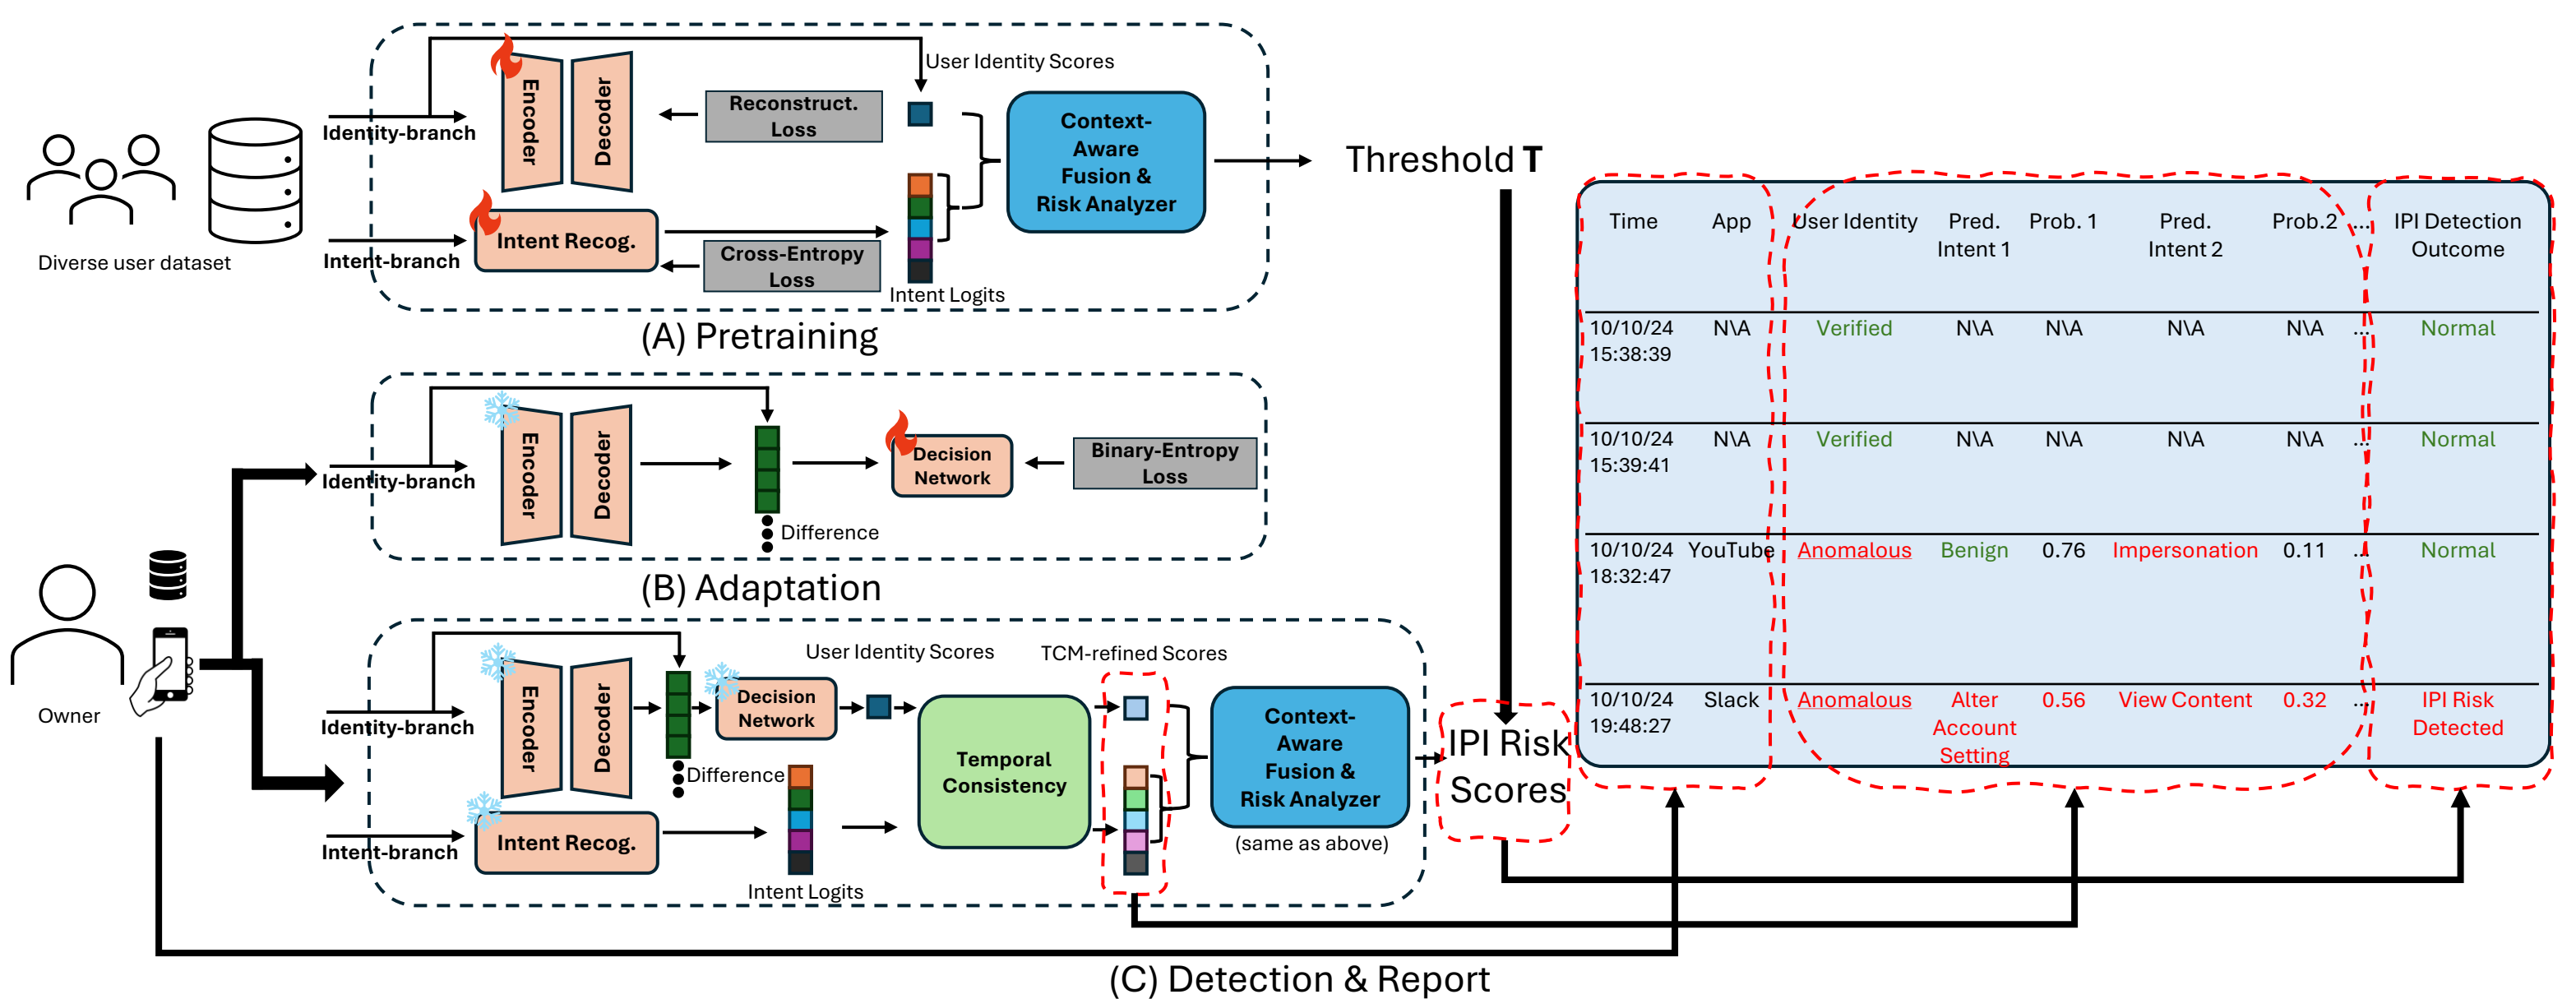 User Identity Scores
Encoder
Decoder
Reconstruct.
Loss
Identity-branch
Context-
Aware
Fusion &
Risk Analyzer
Intent Recog.
Cross-Entropy
Loss
Intent-branch
Intent Logits
Diverse user dataset
(A) Pretraining
Threshold T
Encoder
Decoder
Identity-branch
Difference
Decision
Network
Binary-Entropy
Loss
(B) Adaptation
Owner
Encoder
Decoder
Identity-branch
Difference
Decision
Network
User Identity Scores
TCM-refined Scores
Temporal
Consistency
Context-
Aware
Fusion &
Risk Analyzer
(same as above)
Intent Recog.
Intent-branch
Intent Logits
IPI Risk
Scores
(C) Detection & Report
Time App User Identity Pred. Prob. 1 Pred. Prob.2 ... IPI Detection
Intent 1 Intent 2 Outcome
10/10/24 N\A Verified N\A N\A N\A N\A ... Normal
15:38:39
10/10/24 N\A Verified N\A N\A N\A N\A ... Normal
15:39:41
10/10/24 YouTube Anomalous Benign 0.76 Impersonation 0.11 ... Normal
18:32:47
10/10/24 Slack Anomalous Alter 0.56 View Content 0.32 ... IPI Risk
19:48:27 Account Detected
Setting